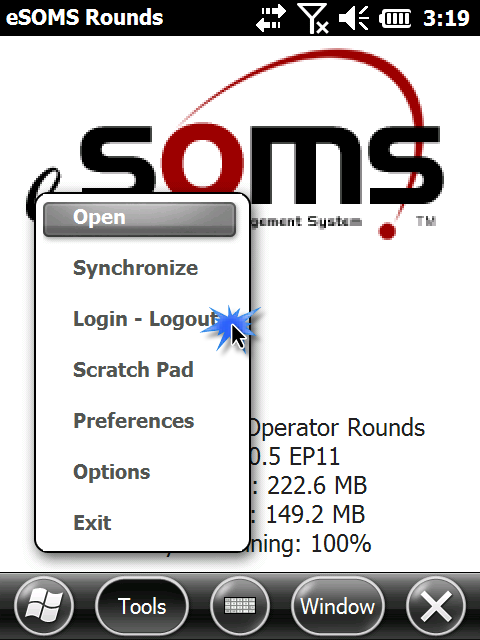 eSOMS Rounds 3:19
eSOMS
gement System TM
Open
Synchronize
Login - Logout
Scratch Pad
Preferences
Options
Exit
Operator Rounds
0.5 EP11
: 222.6 MB
: 149.2 MB
ning: 100%
Tools Window